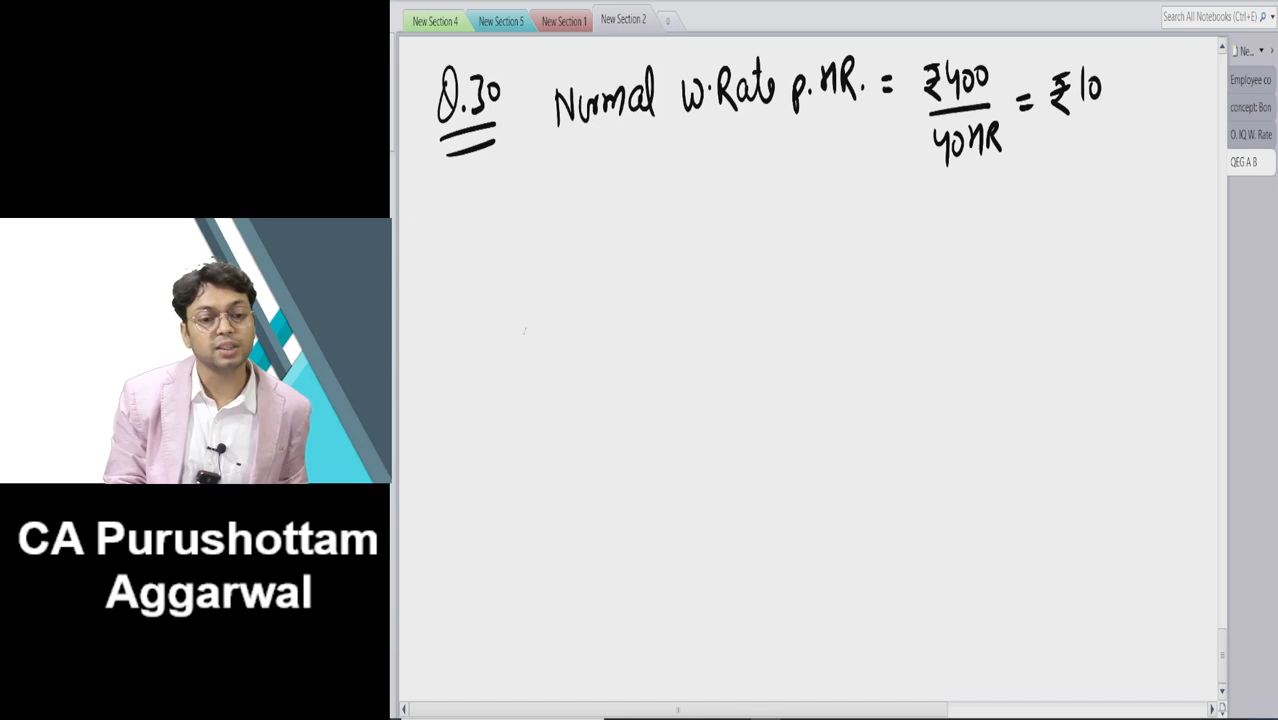 New Section 4 New Section 5 New Section 1 New Section 2
Search All Notebooks (Ctrl+E)
Ne...
Employee co
concept: Bon
O. IQ W. Rate
QEG A B
Q.30 Normal W.Rate p.HR. = ₹400 / 40HR = ₹10
CA Purushottam
Aggarwal